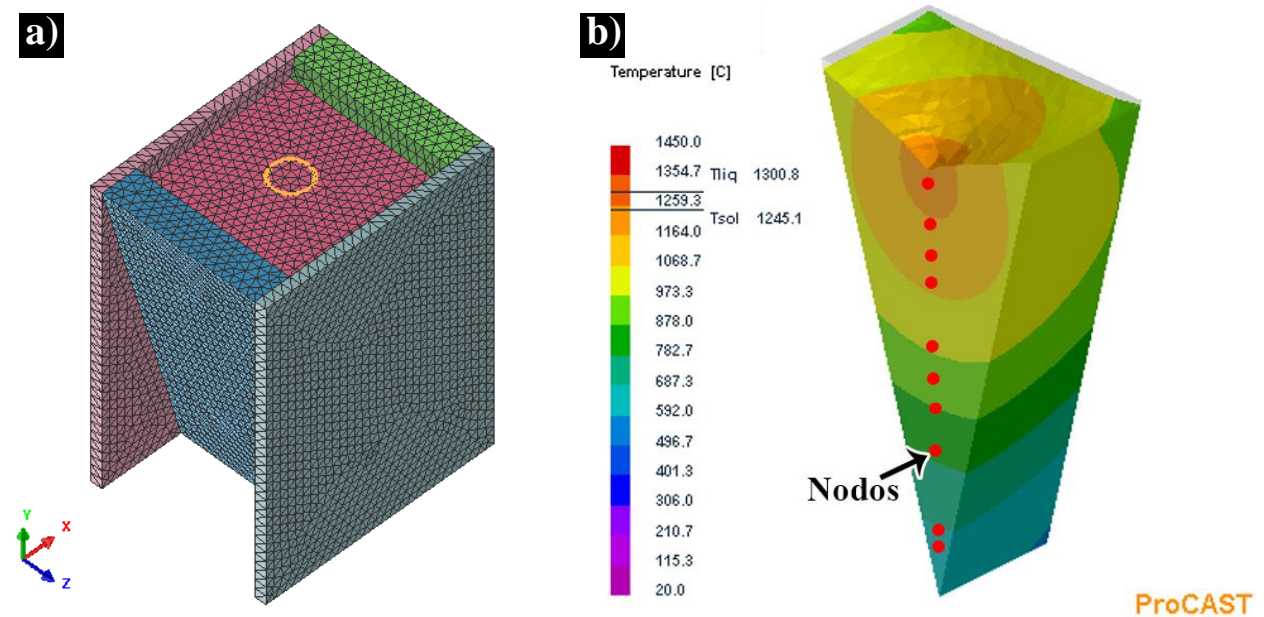 a)
b)
Temperature [C]
1450.0
1354.7
Tliq 1300.8
1259.3
Tsol 1245.1
1164.0
1068.7
973.3
878.0
782.7
687.3
592.0
496.7
401.3
306.0
210.7
115.3
20.0
Nodos
Y
X
Z
ProCAST